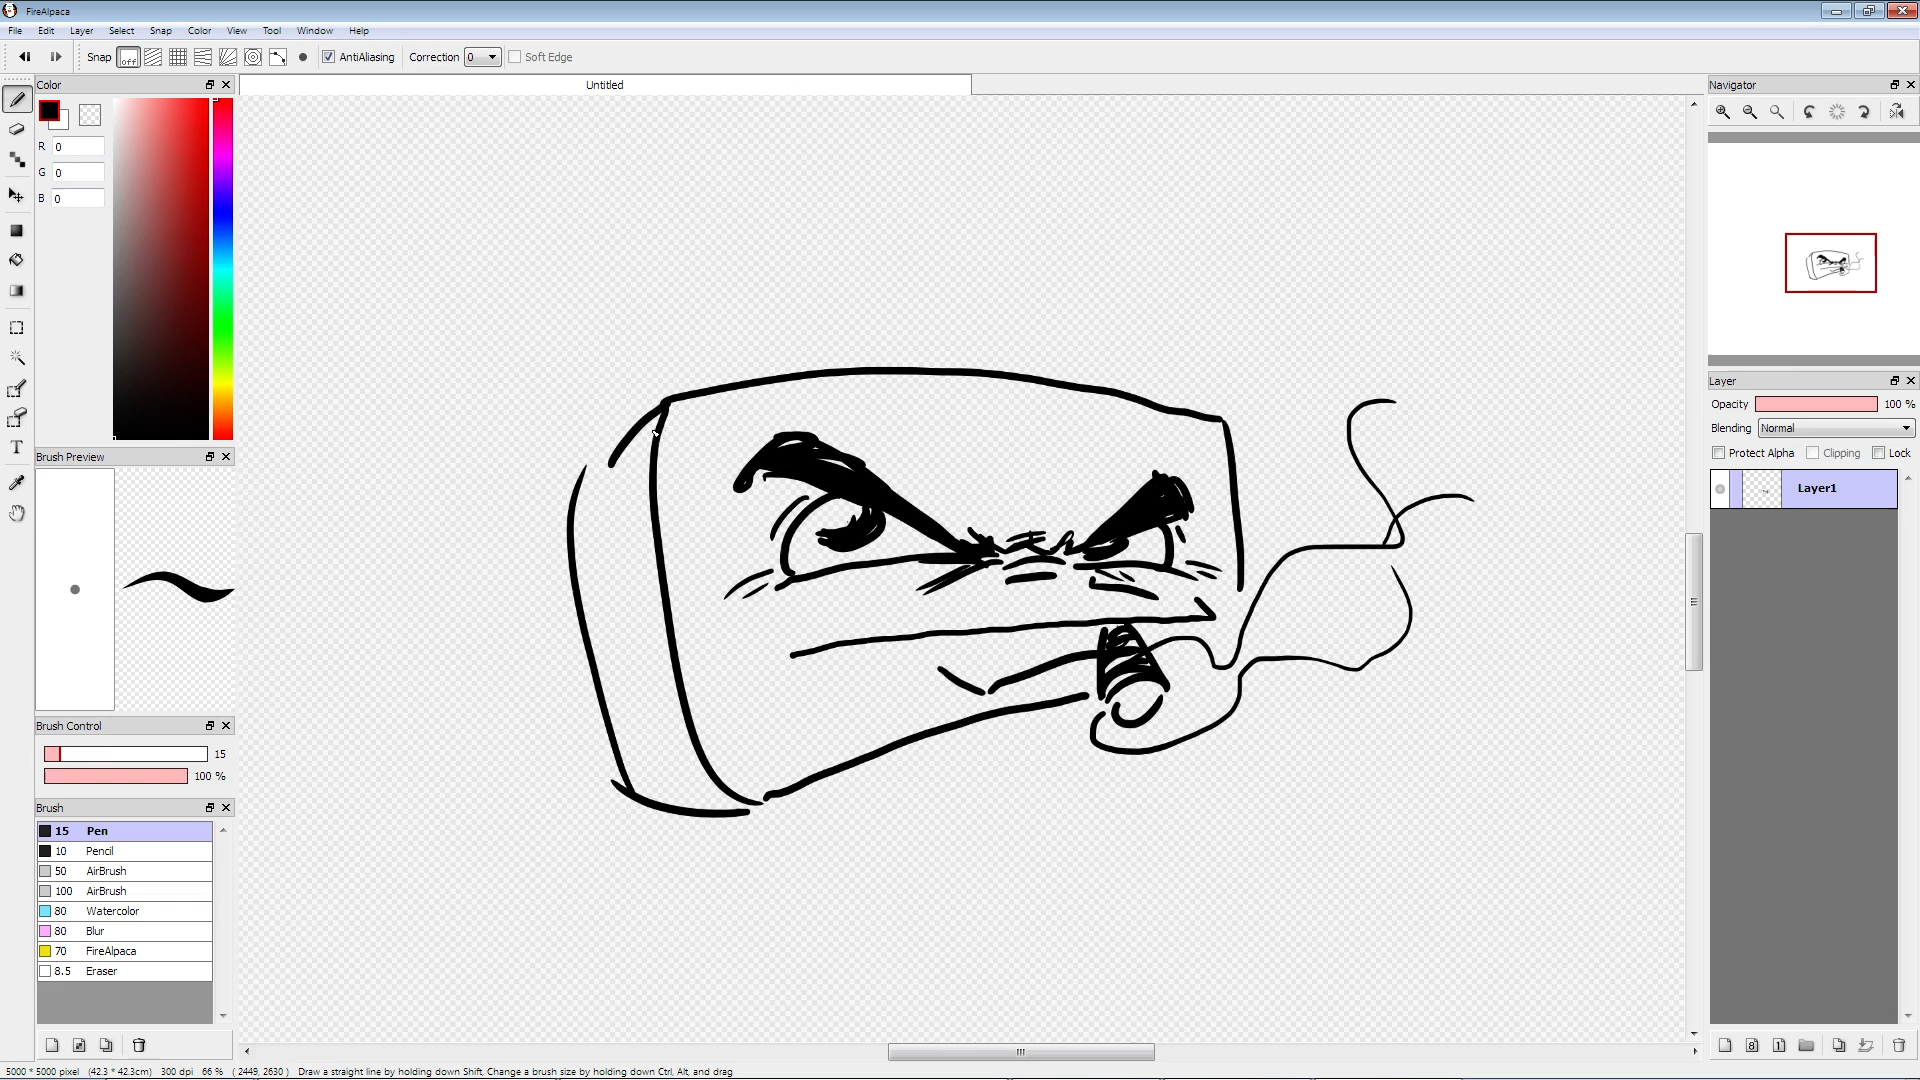 FireAlpaca
File Edit Layer Select Snap Color View Tool Window Help
Snap off AntiAliasing Correction 0 Soft Edge
Color
Untitled
Navigator
R 0
G 0
B 0
Layer
Opacity 100 %
Blending Normal
Protect Alpha Clipping Lock
Layer1
T
Brush Preview
Brush Control
15
100 %
Brush
15 Pen
10 Pencil
50 AirBrush
100 AirBrush
80 Watercolor
80 Blur
70 FireAlpaca
8.5 Eraser
8 1
5000 * 5000 pixel (42.3 * 42.3cm) 300 dpi 66 % ( 2449, 2630 ) Draw a straight line by holding down Shift, Change a brush size by holding down Ctrl, Alt, and drag